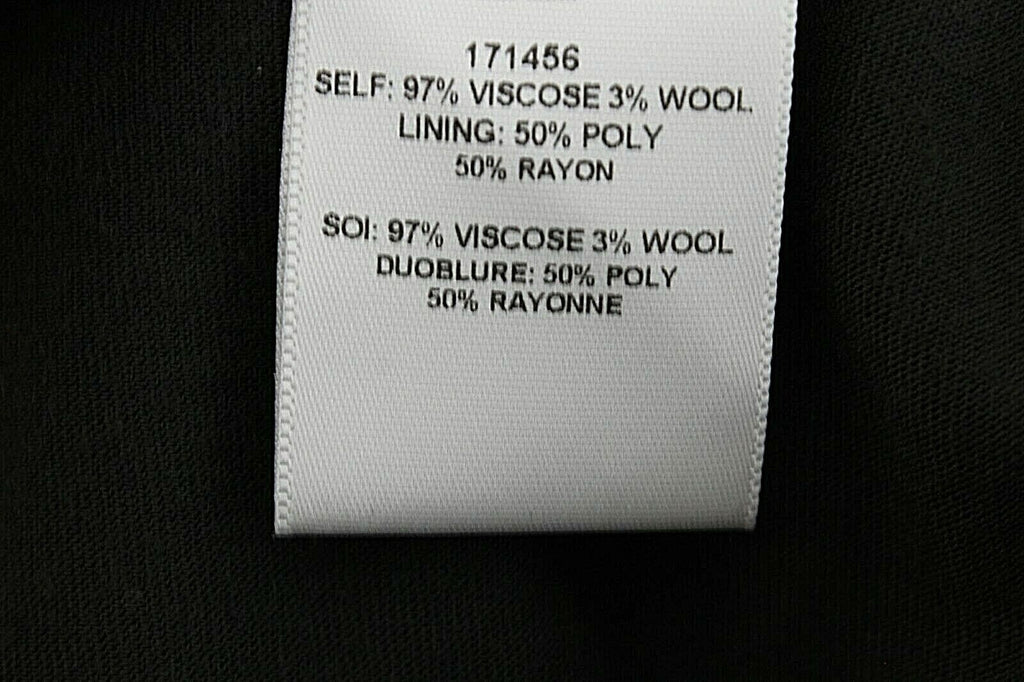 171456
SELF: 97% VISCOSE 3% WOOL
LINING: 50% POLY
50% RAYON
SOI: 97% VISCOSE 3% WOOL
DUOBLURE: 50% POLY
50% RAYONNE